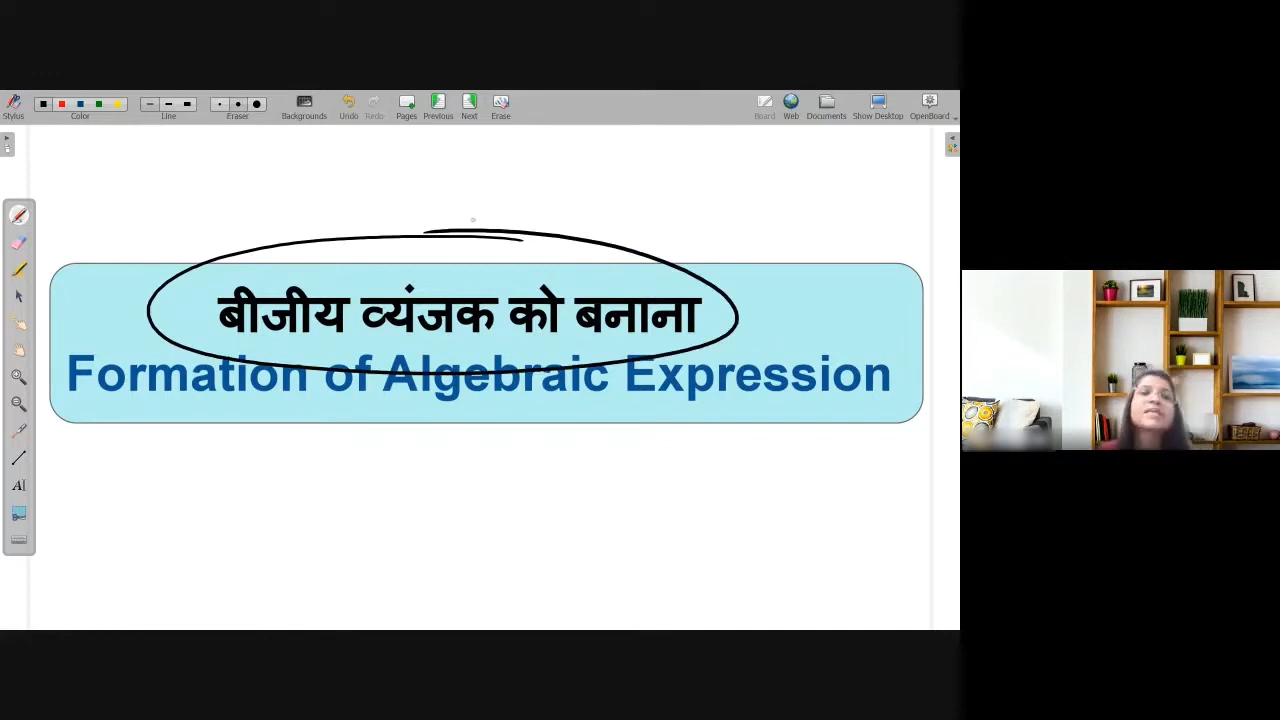 Stylus
Color
Line
Eraser
Backgrounds
Undo
Redo
Pages
Previous
Next
Erase
Board
Web
Documents
Show Desktop
OpenBoard
बीजीय व्यंजक को बनाना
Formation of Algebraic Expression